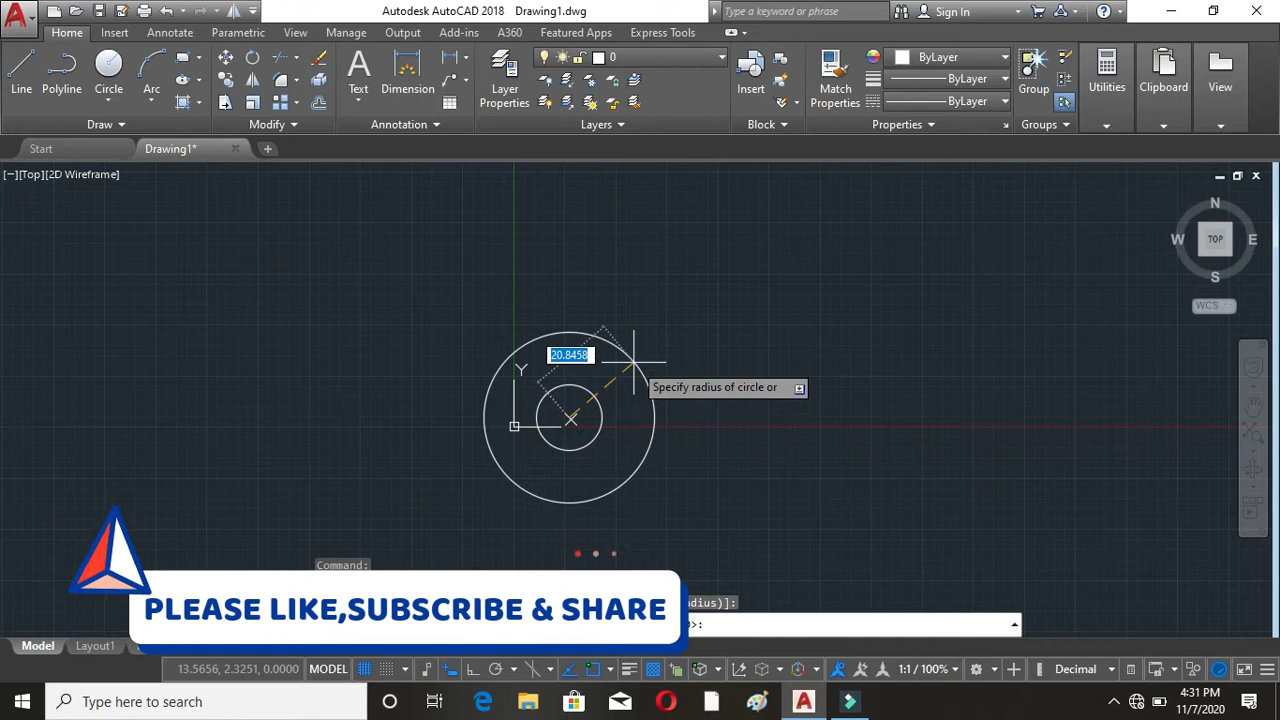 Autodesk AutoCAD 2018 Drawing1.dwg
Type a keyword or phrase
Sign In
Home Insert Annotate Parametric View Manage Output Add-ins A360 Featured Apps Express Tools
Line Polyline Circle Arc Text Dimension Layer Properties Insert Match Properties Group Utilities Clipboard View
0
ByLayer
ByLayer
ByLayer
Draw Modify Annotation Layers Block Properties Groups
Start Drawing1*
[−][Top][2D Wireframe]
N
W TOP E
S
WCS
20.8458
Y
Specify radius of circle or
Command:
PLEASE LIKE,SUBSCRIBE & SHARE
adius)]:
>:
Model Layout1
13.5656, 2.3251, 0.0000 MODEL 1:1 / 100% Decimal
Type here to search
4:31 PM
11/7/2020